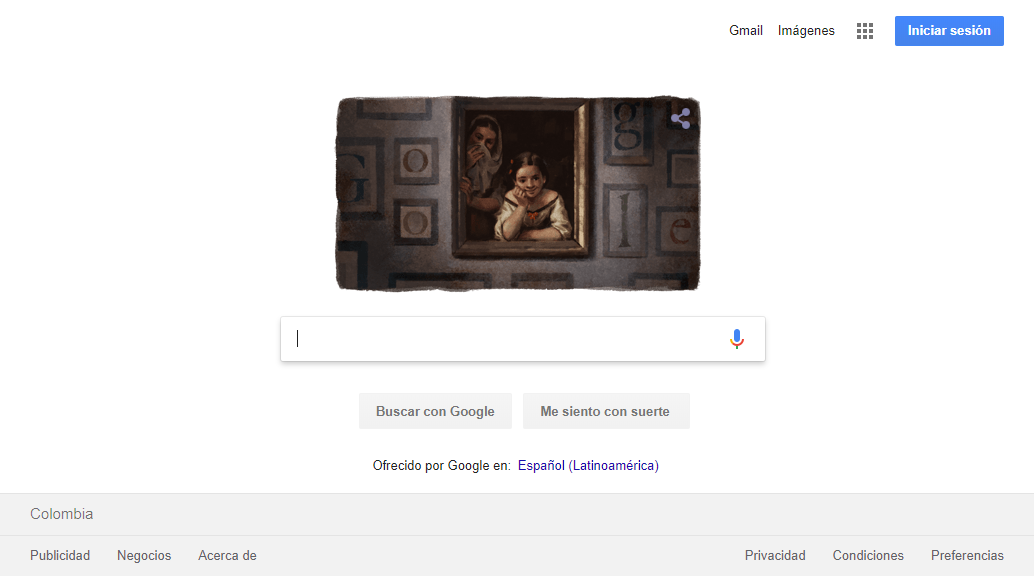 Gmail Imágenes Iniciar sesión
G o o g l e
Buscar con Google Me siento con suerte
Ofrecido por Google en: Español (Latinoamérica)
Colombia
Publicidad Negocios Acerca de Privacidad Condiciones Preferencias